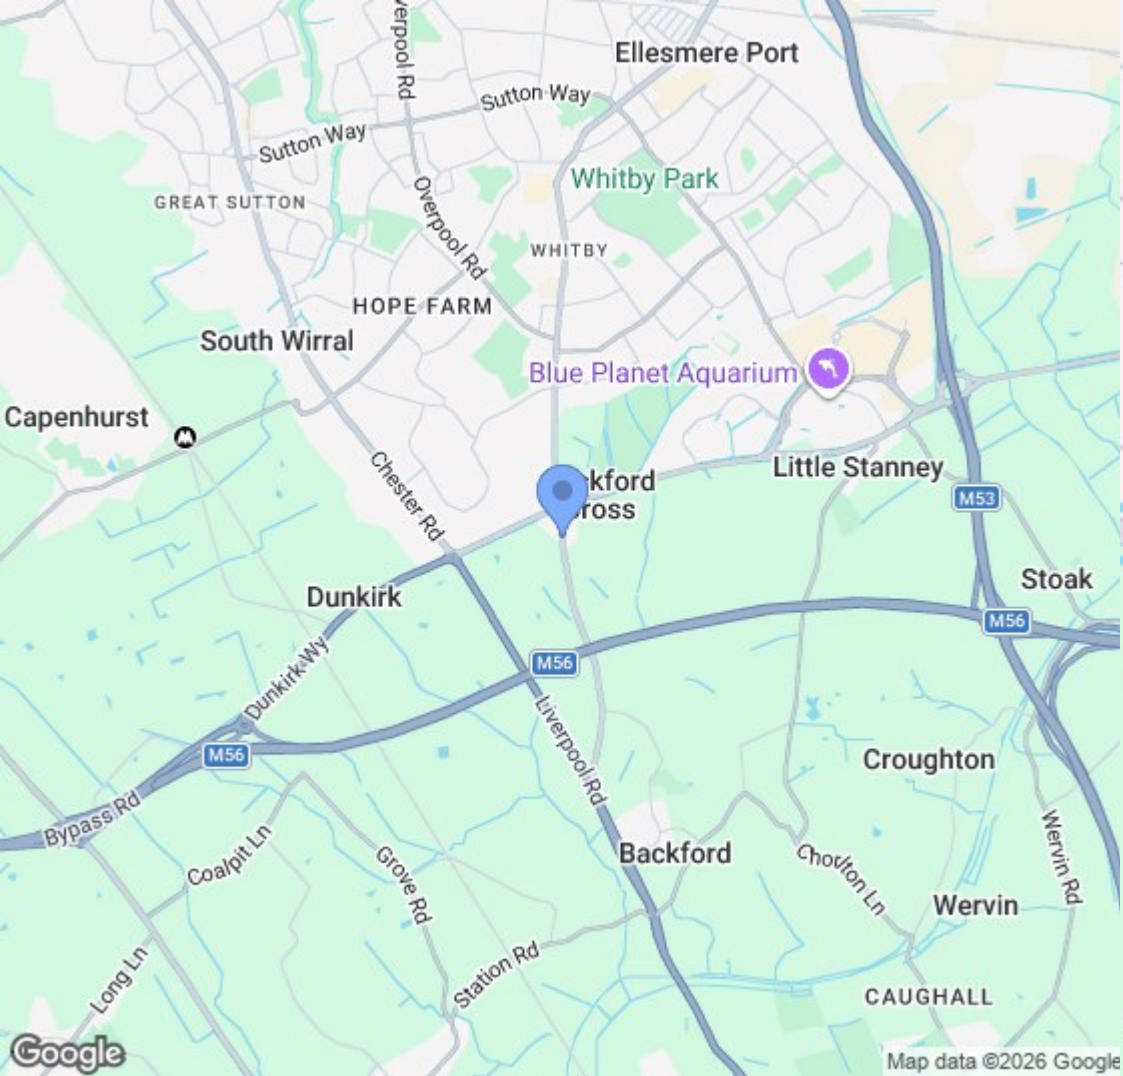 verpool Rd
Ellesmere Port
Sutton Way
Sutton Way
Whitby Park
GREAT SUTTON
Overpool Rd
WHITBY
HOPE FARM
South Wirral
Blue Planet Aquarium
Capenhurst
Little Stanney
ckford
ross
Chester Rd
M53
Stoak
Dunkirk
M56
M56
Dunkirk Wy
Liverpool Rd
M56
Croughton
Bypass Rd
Coalpit Ln
Grove Rd
Backford
Chorlton Ln
Wervin Rd
Wervin
Station Rd
Long Ln
CAUGHALL
Google
Map data ©2026 Google